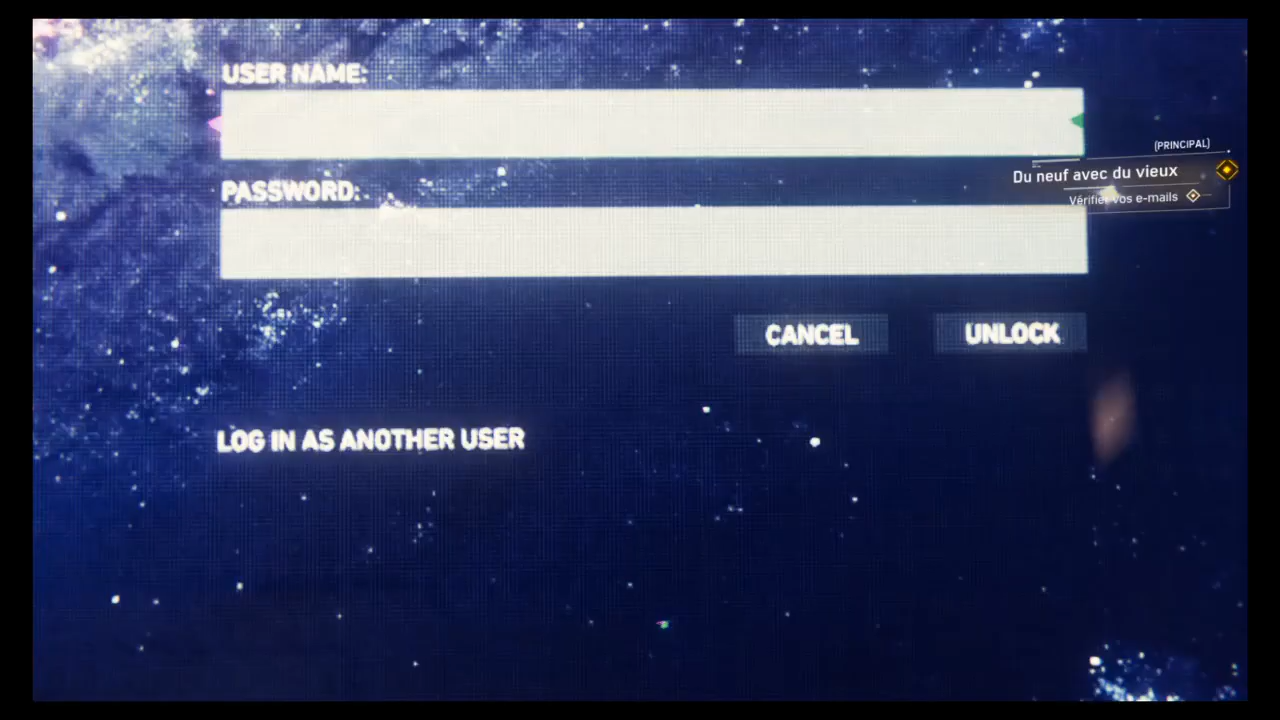 USER NAME:
(PRINCIPAL)
Du neuf avec du vieux
PASSWORD:
Vérifier vos e-mails
CANCEL
UNLOCK
LOG IN AS ANOTHER USER